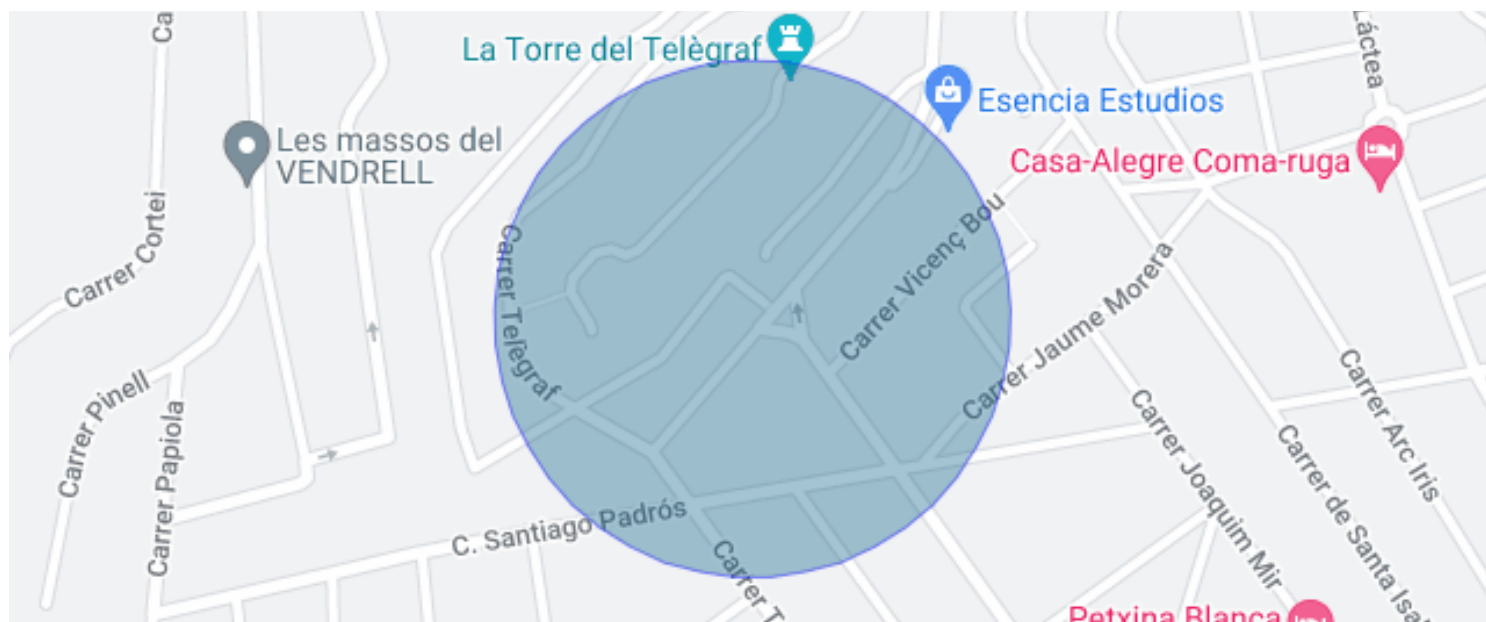 Ca
La Torre del Telègraf
Láctea
Esencia Estudios
Les massos del
VENDRELL
Casa-Alegre Coma-ruga
Carrer Cortei
Carrer Telègraf
Carrer Vicenç Bou
Carrer Jaume Morera
Carrer Pinell
Carrer Papiola
Carrer Arc Iris
Carrer Joaquim Mir
Carrer de Santa Isa
C. Santiago Padrós
Carrer T
Petxina Blanca